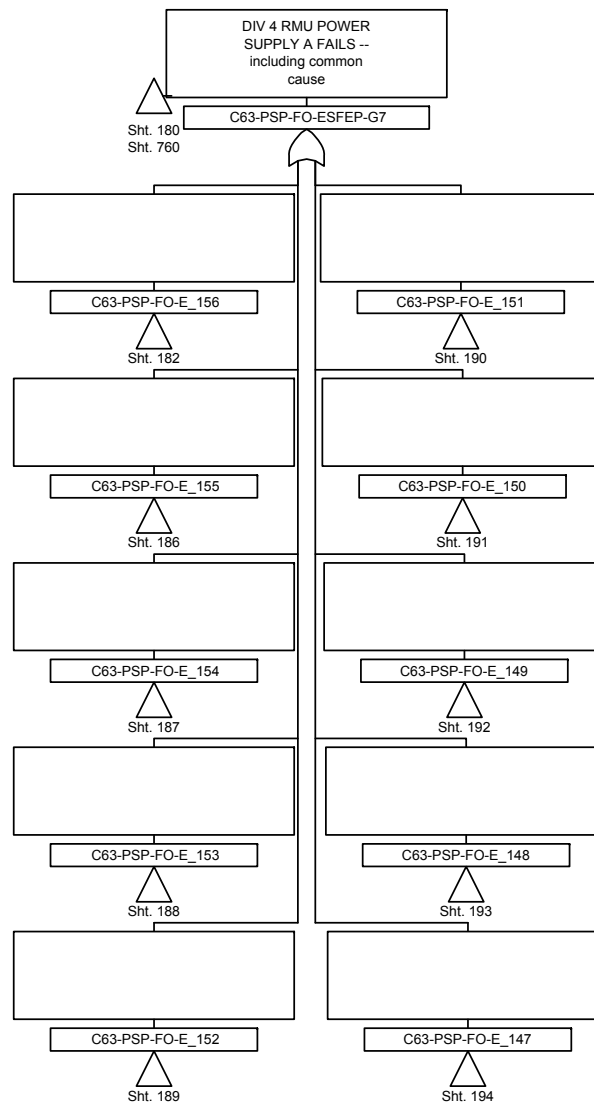 DIV 4 RMU POWER
SUPPLY A FAILS --
including common
cause
C63-PSP-FO-ESFEP-G7
Sht. 180
Sht. 760
C63-PSP-FO-E_156
Sht. 182
C63-PSP-FO-E_151
Sht. 190
C63-PSP-FO-E_155
Sht. 186
C63-PSP-FO-E_150
Sht. 191
C63-PSP-FO-E_154
Sht. 187
C63-PSP-FO-E_149
Sht. 192
C63-PSP-FO-E_153
Sht. 188
C63-PSP-FO-E_148
Sht. 193
C63-PSP-FO-E_152
Sht. 189
C63-PSP-FO-E_147
Sht. 194